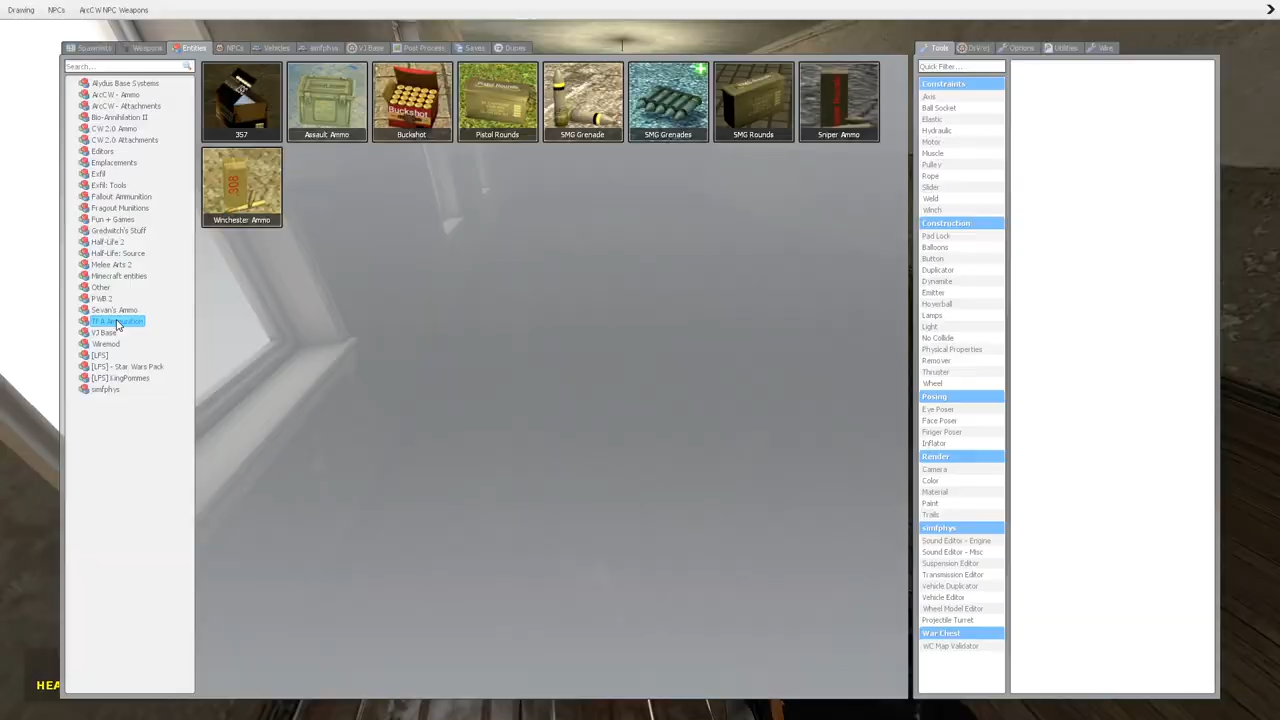 Drawing NPCs ArcCW NPC Weapons
Spawnlists Weapons Entities NPCs Vehicles simfphys VJ Base Post Process Saves Dupes
Search...
Alydus Base Systems
ArcCW - Ammo
ArcCW - Attachments
Bio-Annihilation II
CW 2.0 Ammo
CW 2.0 Attachments
Editors
Emplacements
Exfil
Exfil: Tools
Fallout Ammunition
Fragout Munitions
Fun + Games
Gredwitch's Stuff
Half-Life 2
Half-Life: Source
Melee Arts 2
Minecraft entities
Other
PWB 2
Sevan's Ammo
TFA Ammunition
VJ Base
Wiremod
[LFS]
[LFS] - Star Wars Pack
[LFS] KingPommes
simfphys
357
Assault Ammo
Buckshot
Buckshot
Pistol Rounds
SMG Grenade
SMG Grenades
SMG Rounds
Sniper Ammo
308
Winchester Ammo
Tools Options Utilities Wire
Quick Filter...
Constraints
Axis
Ball Socket
Elastic
Hydraulic
Motor
Muscle
Pulley
Rope
Slider
Weld
Winch
Construction
Pad Lock
Balloons
Button
Duplicator
Dynamite
Emitter
Hoverball
Lamps
Light
No Collide
Physical Properties
Remover
Thruster
Wheel
Posing
Eye Poser
Face Poser
Finger Poser
Inflator
Render
Camera
Color
Material
Paint
Trails
simfphys
Sound Editor - Engine
Sound Editor - Misc
Suspension Editor
Transmission Editor
Vehicle Duplicator
Vehicle Editor
Wheel Model Editor
Projectile Turret
War Chest
WC Map Validator
HEA